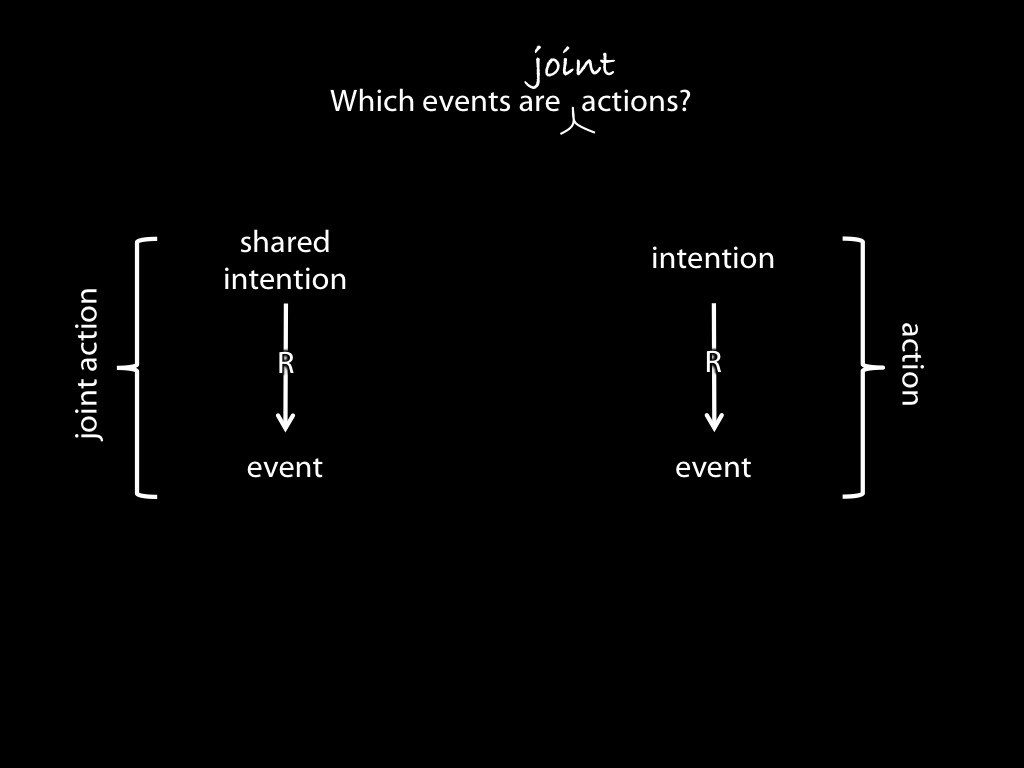 joint
Which events are actions?
shared
intention
intention
joint action
R
R
action
event
event